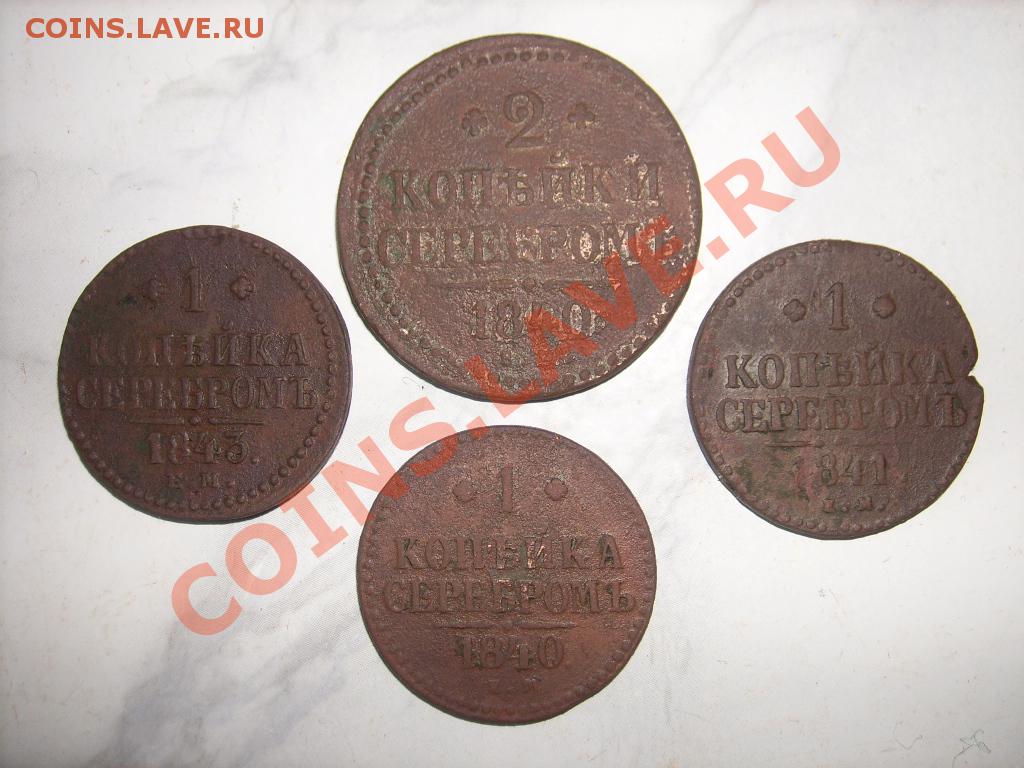 COINS.LAVE.RU
2
КОПѢЙКИ
СЕРЕБРОМЪ
1840
1
КОПѢЙКА
СЕРЕБРОМЪ
1843.
Е.М.
1
КОПѢЙКА
СЕРЕБРОМЪ
1841
1
КОПѢЙКА
СЕРЕБРОМЪ
1840
COINS.LAVE.RU